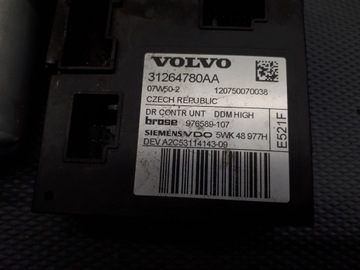 VOLVO
31264780AA
07W50-2 120750070038
CZECH REPUBLIC
DR CONTR UNT DDM HIGH
brose 976589-107
SIEMENS VDO 5WK 48 977H
DEV A2C53114143-09
E521F